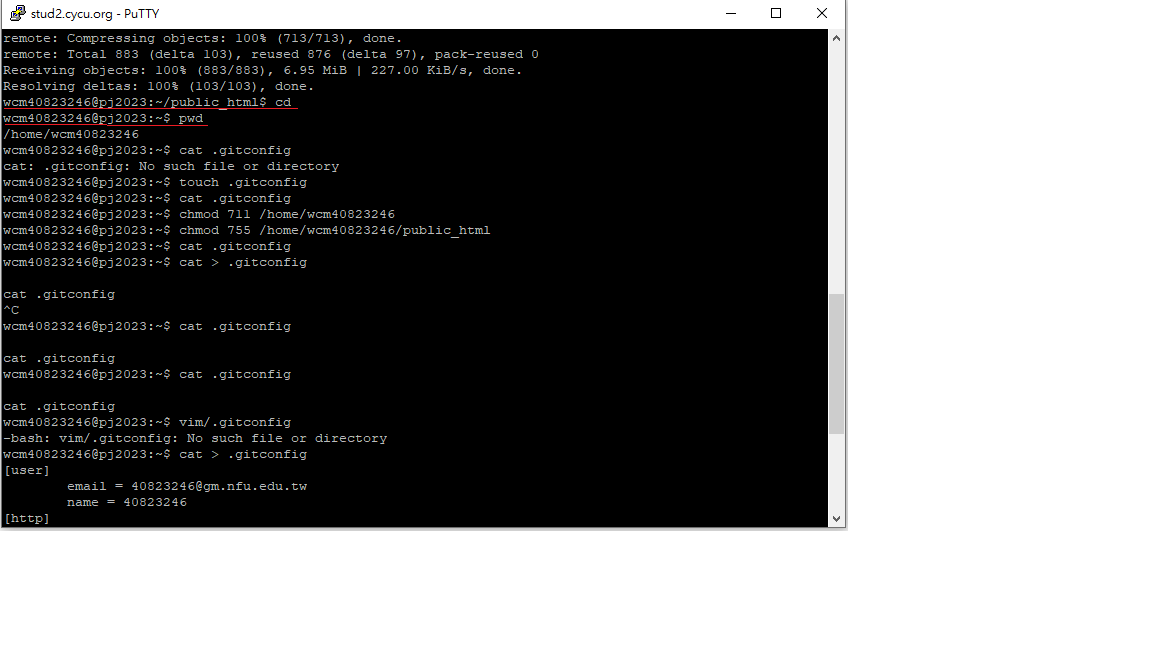 stud2.cycu.org - PuTTY
remote: Compressing objects: 100% (713/713), done.
remote: Total 883 (delta 103), reused 876 (delta 97), pack-reused 0
Receiving objects: 100% (883/883), 6.95 MiB | 227.00 KiB/s, done.
Resolving deltas: 100% (103/103), done.
wcm40823246@pj2023:~/public_html$ cd
wcm40823246@pj2023:~$ pwd
/home/wcm40823246
wcm40823246@pj2023:~$ cat .gitconfig
cat: .gitconfig: No such file or directory
wcm40823246@pj2023:~$ touch .gitconfig
wcm40823246@pj2023:~$ cat .gitconfig
wcm40823246@pj2023:~$ chmod 711 /home/wcm40823246
wcm40823246@pj2023:~$ chmod 755 /home/wcm40823246/public_html
wcm40823246@pj2023:~$ cat .gitconfig
wcm40823246@pj2023:~$ cat > .gitconfig
cat .gitconfig
^C
wcm40823246@pj2023:~$ cat .gitconfig
cat .gitconfig
wcm40823246@pj2023:~$ cat .gitconfig
cat .gitconfig
wcm40823246@pj2023:~$ vim/.gitconfig
-bash: vim/.gitconfig: No such file or directory
wcm40823246@pj2023:~$ cat > .gitconfig
[user]
        email = 40823246@gm.nfu.edu.tw
        name = 40823246
[http]